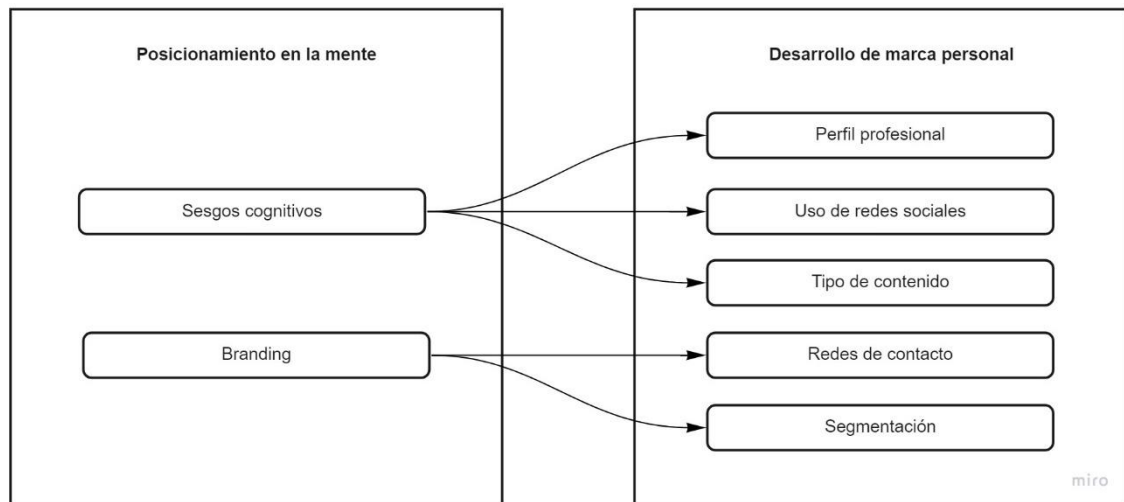 Posicionamiento en la mente
Sesgos cognitivos
Branding
Desarrollo de marca personal
Perfil profesional
Uso de redes sociales
Tipo de contenido
Redes de contacto
Segmentación
miro